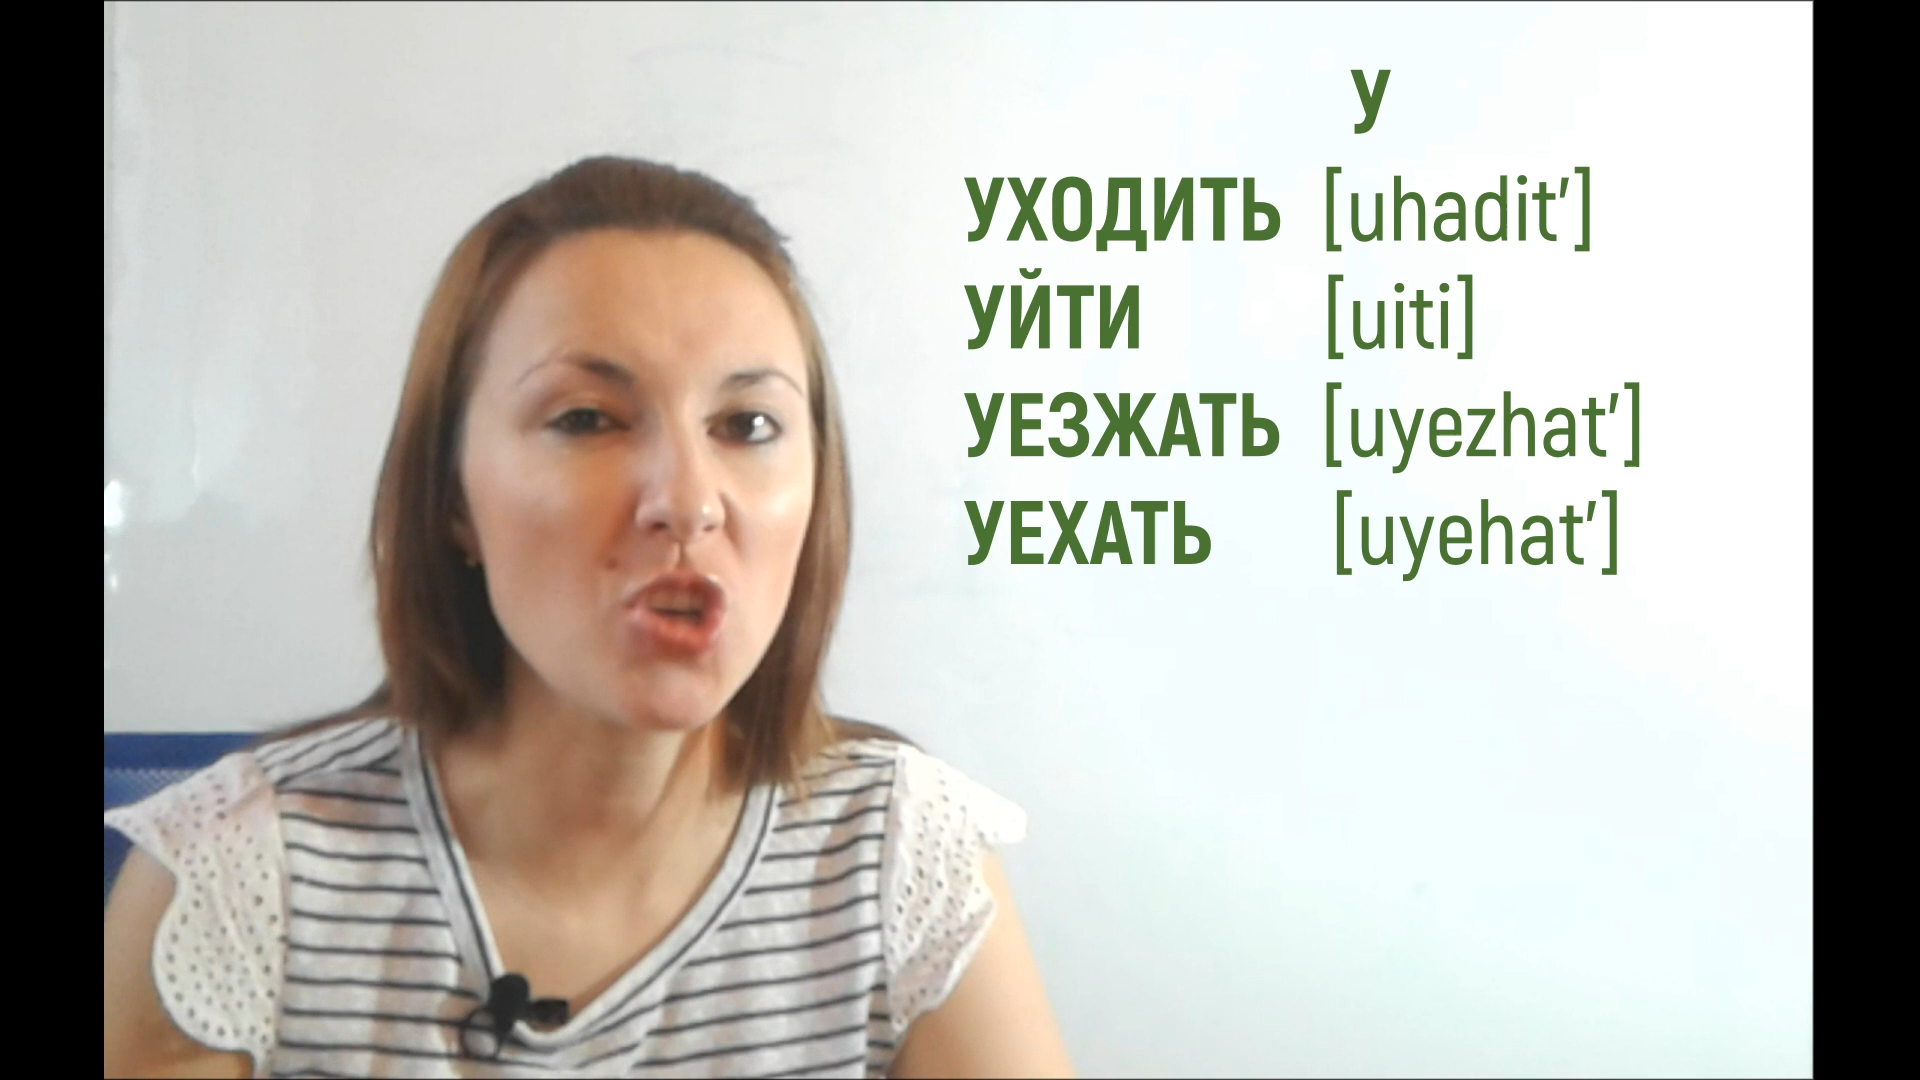 У
УХОДИТЬ [uhadit’]
УЙТИ [uiti]
УЕЗЖАТЬ [uyezhat’]
УЕХАТЬ [uyehat’]